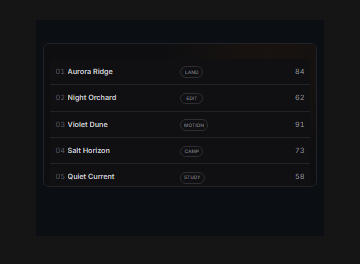 01 Aurora Ridge LAND 84
02 Night Orchard EDIT 62
03 Violet Dune MOTION 91
04 Salt Horizon CAMP 73
05 Quiet Current STUDY 58